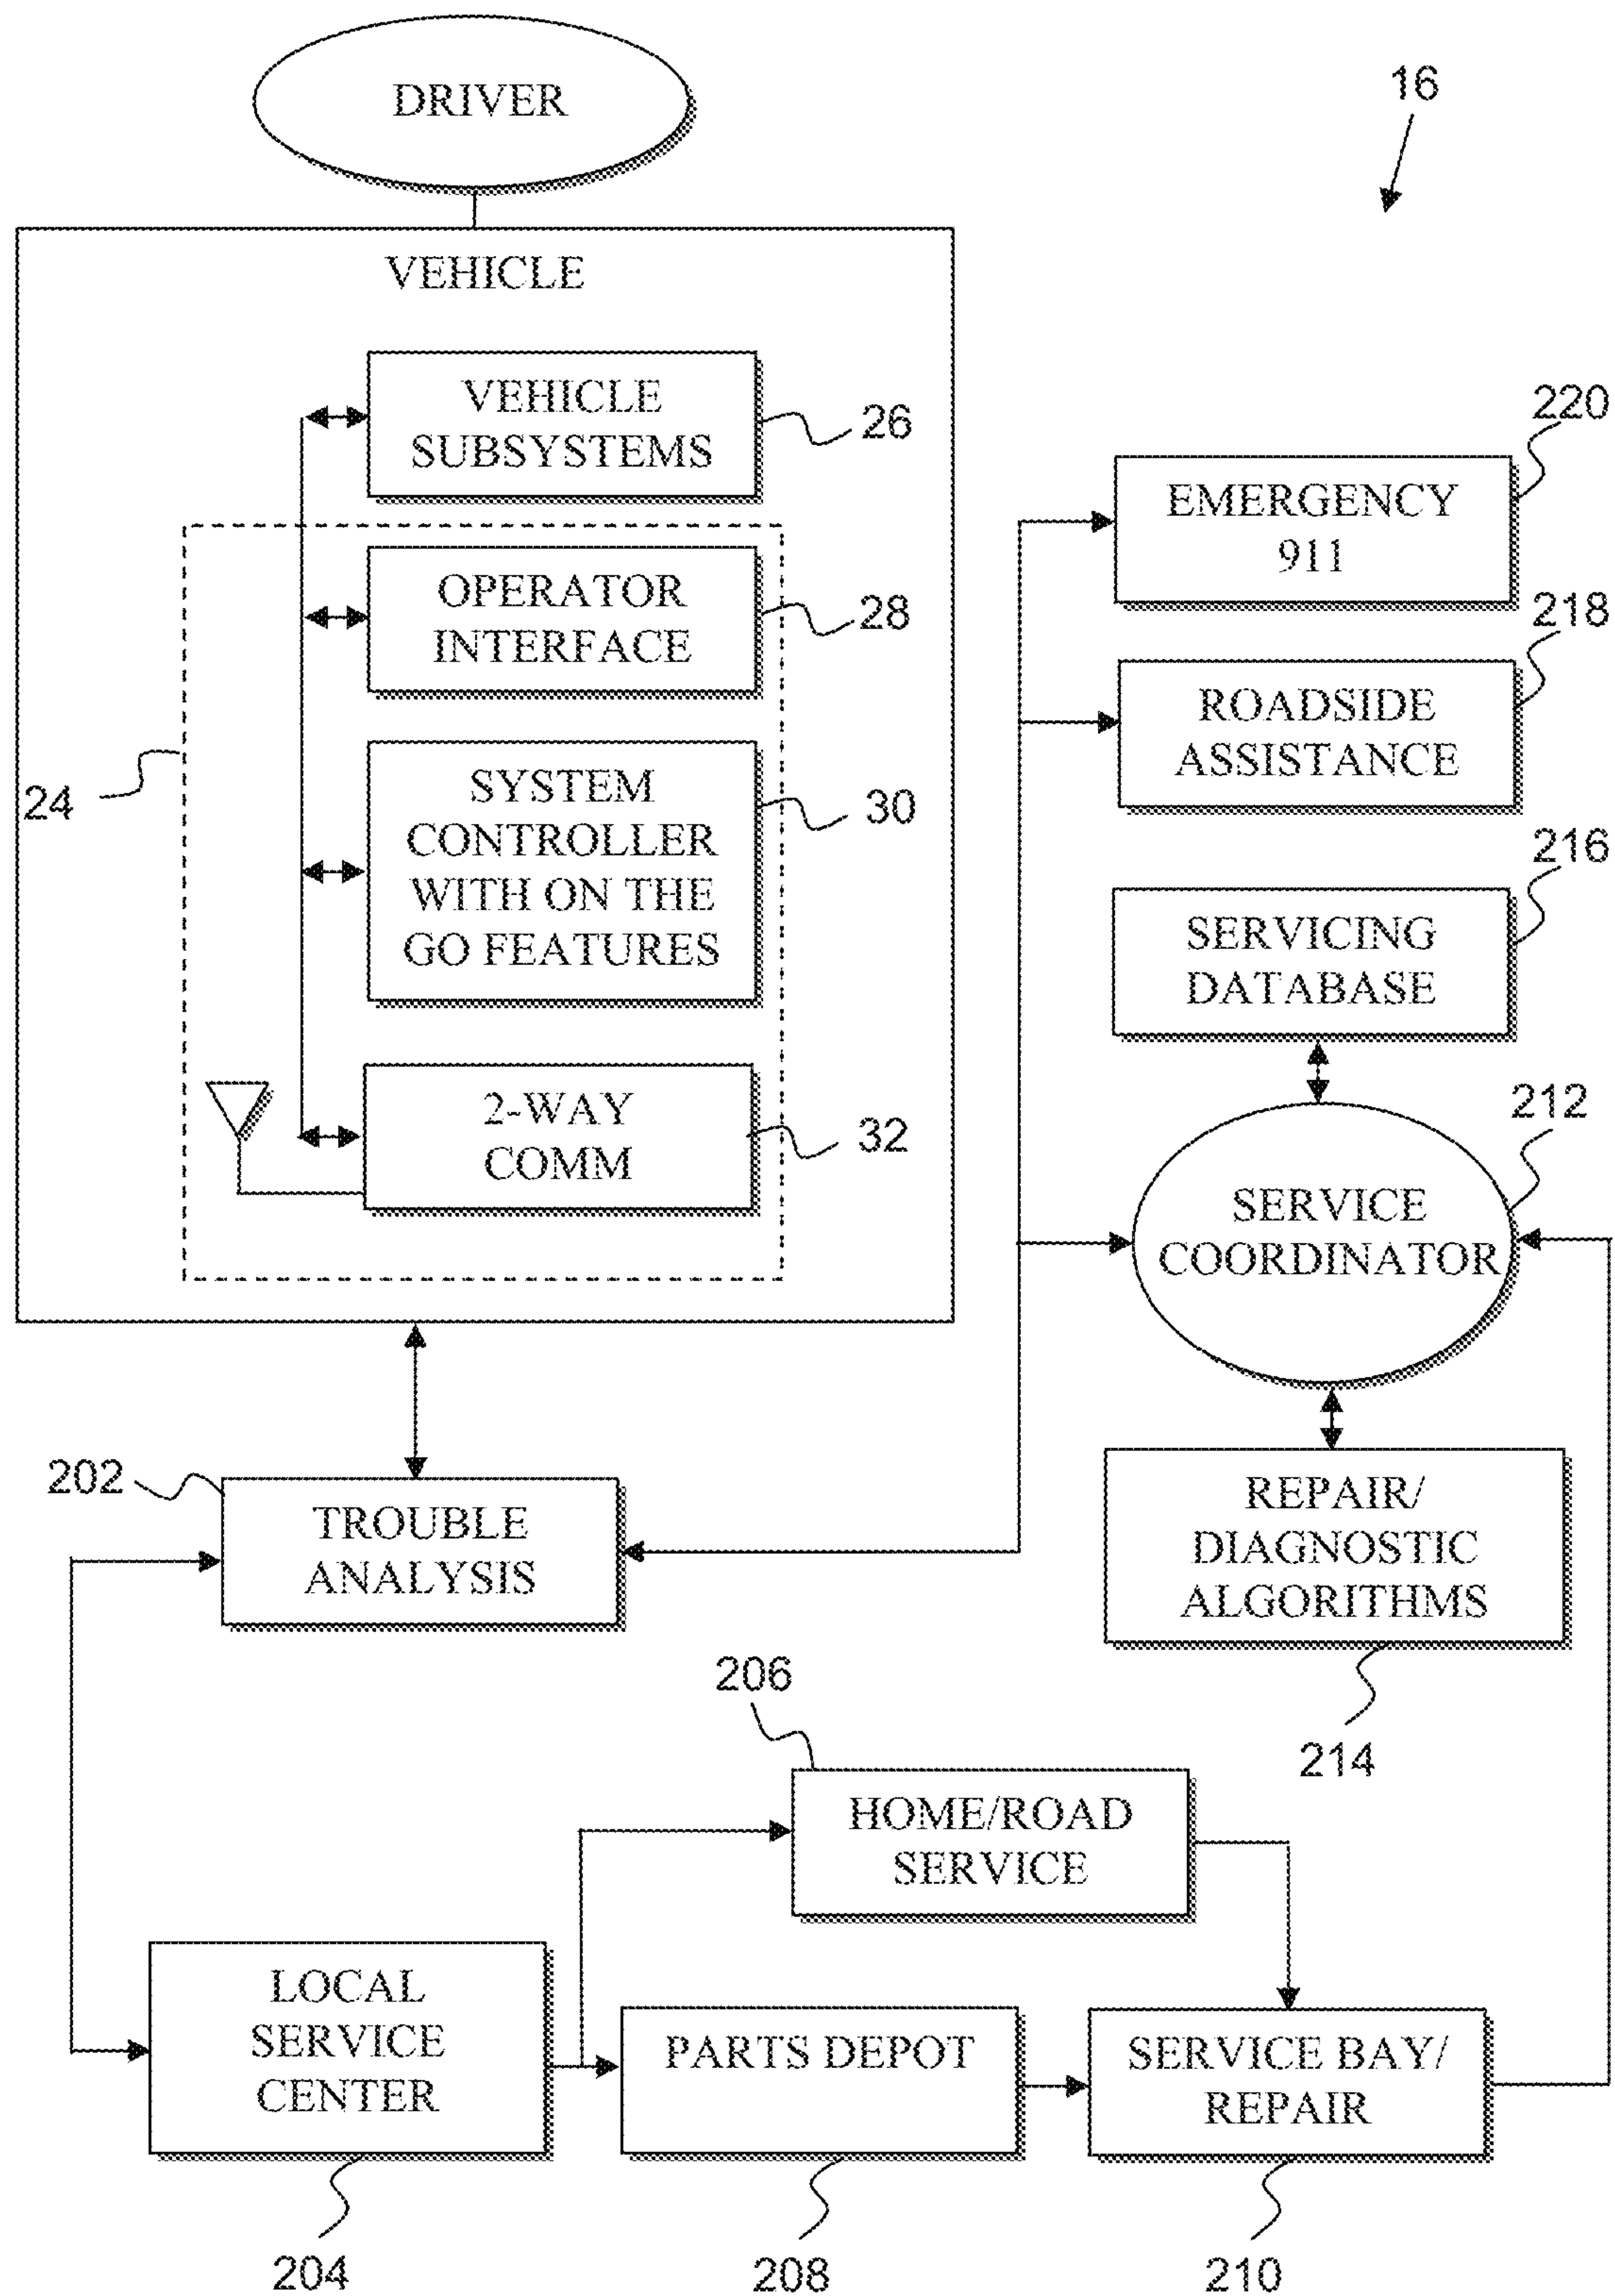 DRIVER
16
VEHICLE
VEHICLE
SUBSYSTEMS
26
OPERATOR
INTERFACE
28
24
SYSTEM
CONTROLLER
WITH ON THE
GO FEATURES
30
2-WAY
COMM
32
220
EMERGENCY
911
218
ROADSIDE
ASSISTANCE
216
SERVICING
DATABASE
212
SERVICE
COORDINATOR
202
TROUBLE
ANALYSIS
REPAIR/
DIAGNOSTIC
ALGORITHMS
214
206
HOME/ROAD
SERVICE
LOCAL
SERVICE
CENTER
PARTS DEPOT
SERVICE BAY/
REPAIR
204
208
210